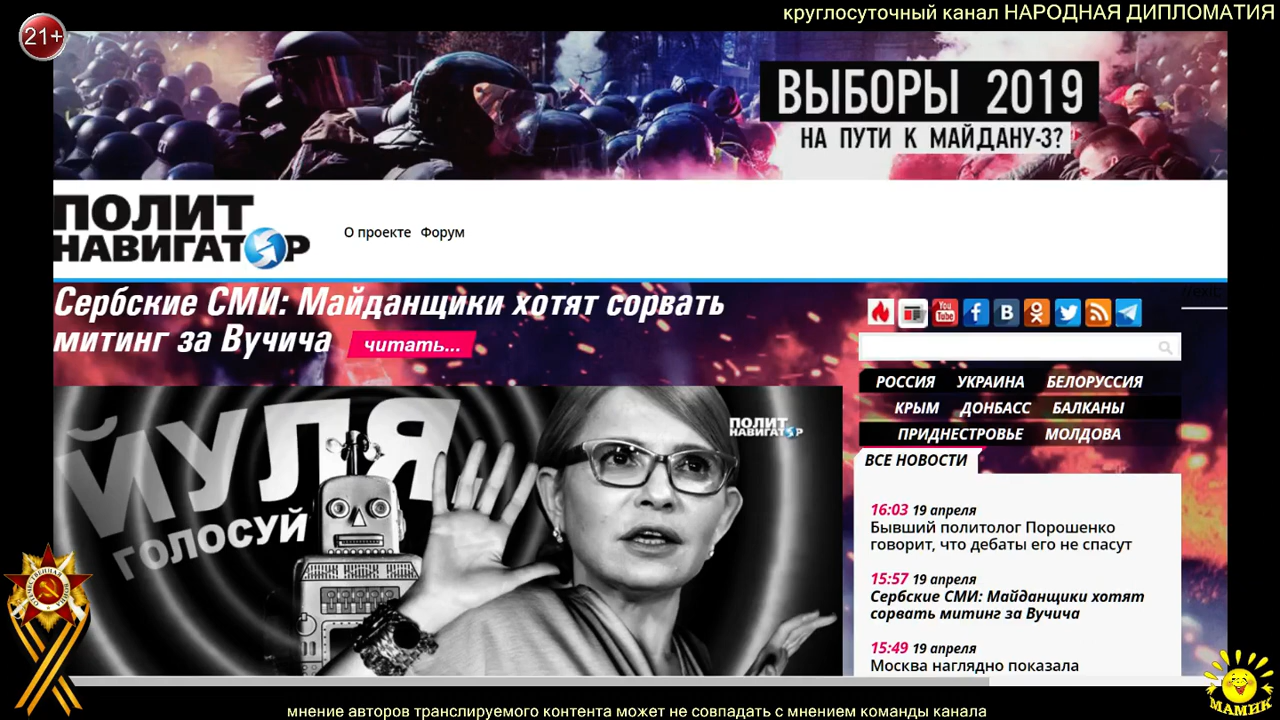 круглосуточный канал НАРОДНАЯ ДИПЛОМАТИЯ
21+
ВЫБОРЫ 2019
НА ПУТИ К МАЙДАНУ-3?
ПОЛИТ
НАВИГАТОР
О проекте Форум
Сербские СМИ: Майданщики хотят сорвать
митинг за Вучича читать...
You
Tube
РОССИЯ УКРАИНА БЕЛОРУССИЯ
КРЫМ ДОНБАСС БАЛКАНЫ
ПРИДНЕСТРОВЬЕ МОЛДОВА
ВСЕ НОВОСТИ
ЙУЛЯ
ГОЛОСУЙ
ПОЛИТ
НАВИГАТОР
16:03 19 апреля
Бывший политолог Порошенко
говорит, что дебаты его не спасут
15:57 19 апреля
Сербские СМИ: Майданщики хотят
сорвать митинг за Вучича
15:49 19 апреля
Москва наглядно показала
ОТЕЧЕСТВЕННАЯ ВОЙНА
МАМИК
мнение авторов транслируемого контента может не совпадать с мнением команды канала